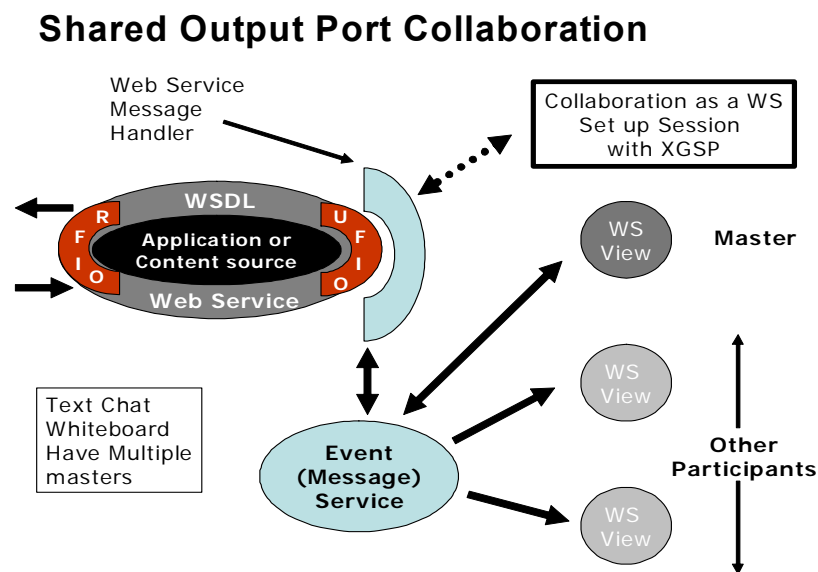 Shared Output Port Collaboration
Web Service
Message
Handler
Collaboration as a WS
Set up Session
with XGSP
WSDL
R
F
I
O
U
F
I
O
Application or
Content source
Web Service
WS
View
Master
WS
View
Text Chat
Whiteboard
Have Multiple
masters
Event
(Message)
Service
Other
Participants
WS
View